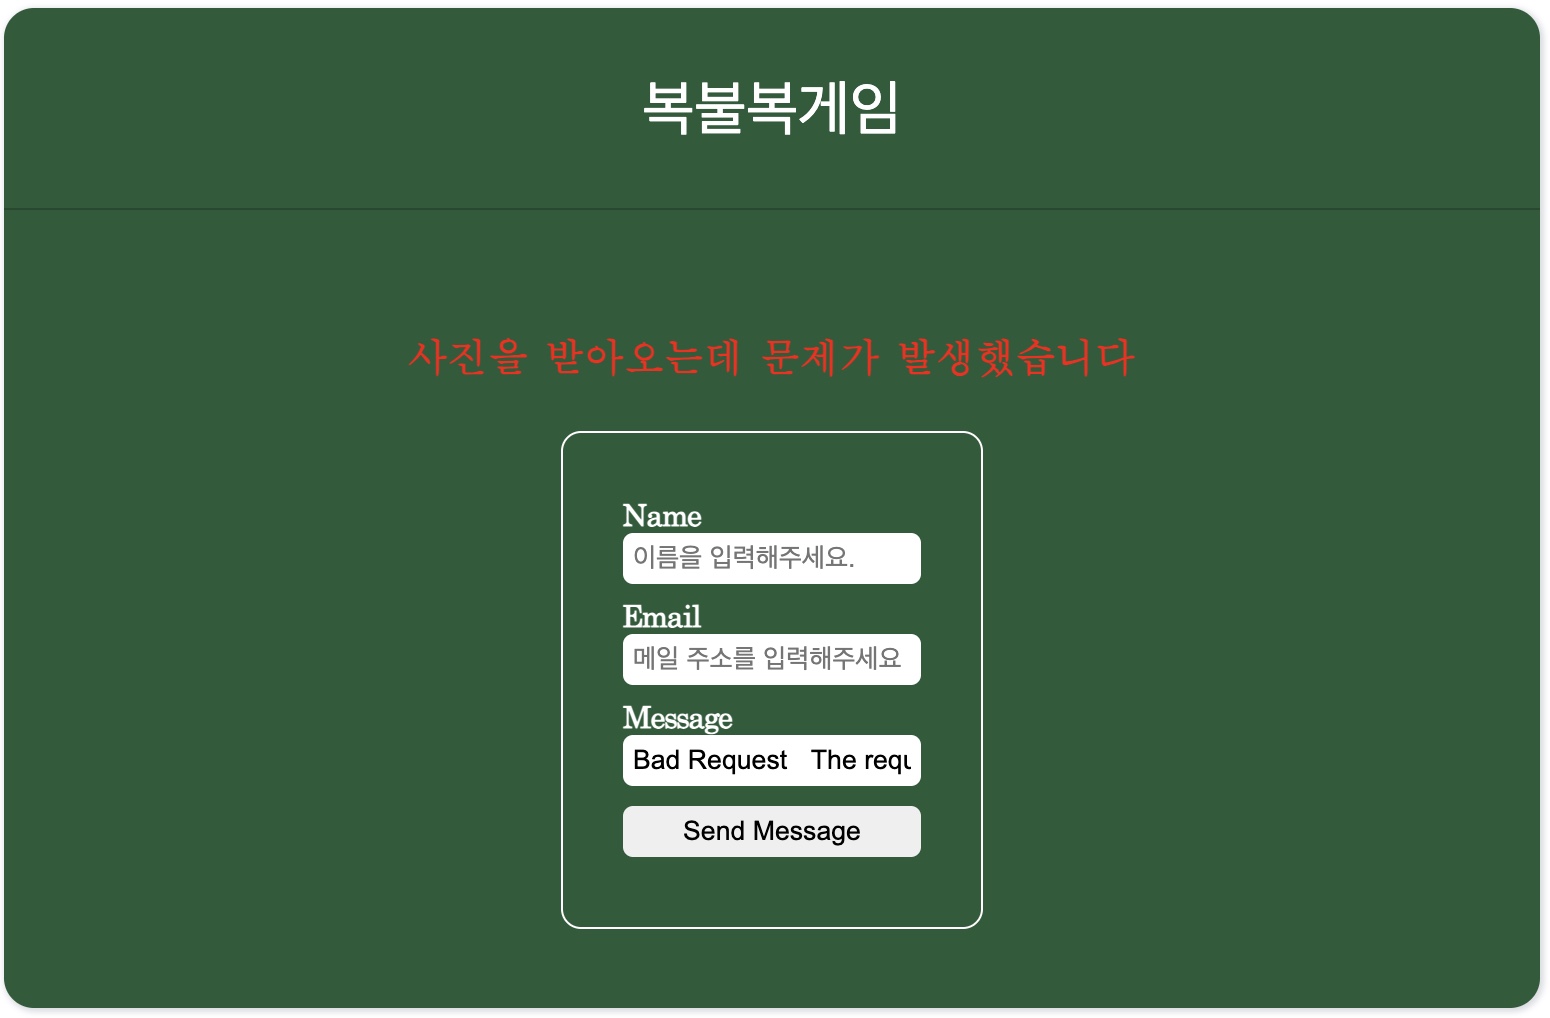 복불복게임
사진을 받아오는데 문제가 발생했습니다
Name
이름을 입력해주세요.
Email
메일 주소를 입력해주세요
Message
Bad Request The requ
Send Message